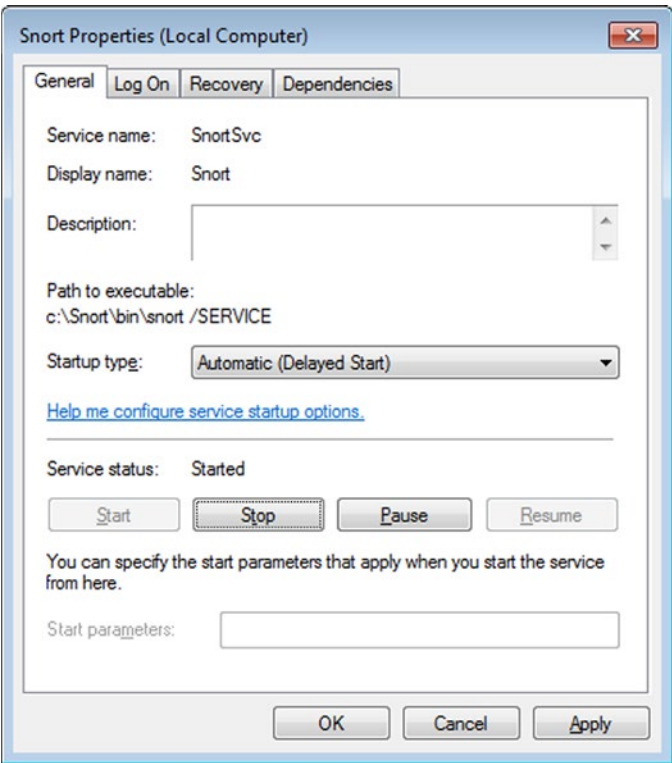 Snort Properties (Local Computer)
General Log On Recovery Dependencies
Service name: SnortSvc
Display name: Snort
Description:
Path to executable:
c:\Snort\bin\snort /SERVICE
Startup type: Automatic (Delayed Start)
Help me configure service startup options.
Service status: Started
Start Stop Pause Resume
You can specify the start parameters that apply when you start the service
from here.
Start parameters:
OK Cancel Apply